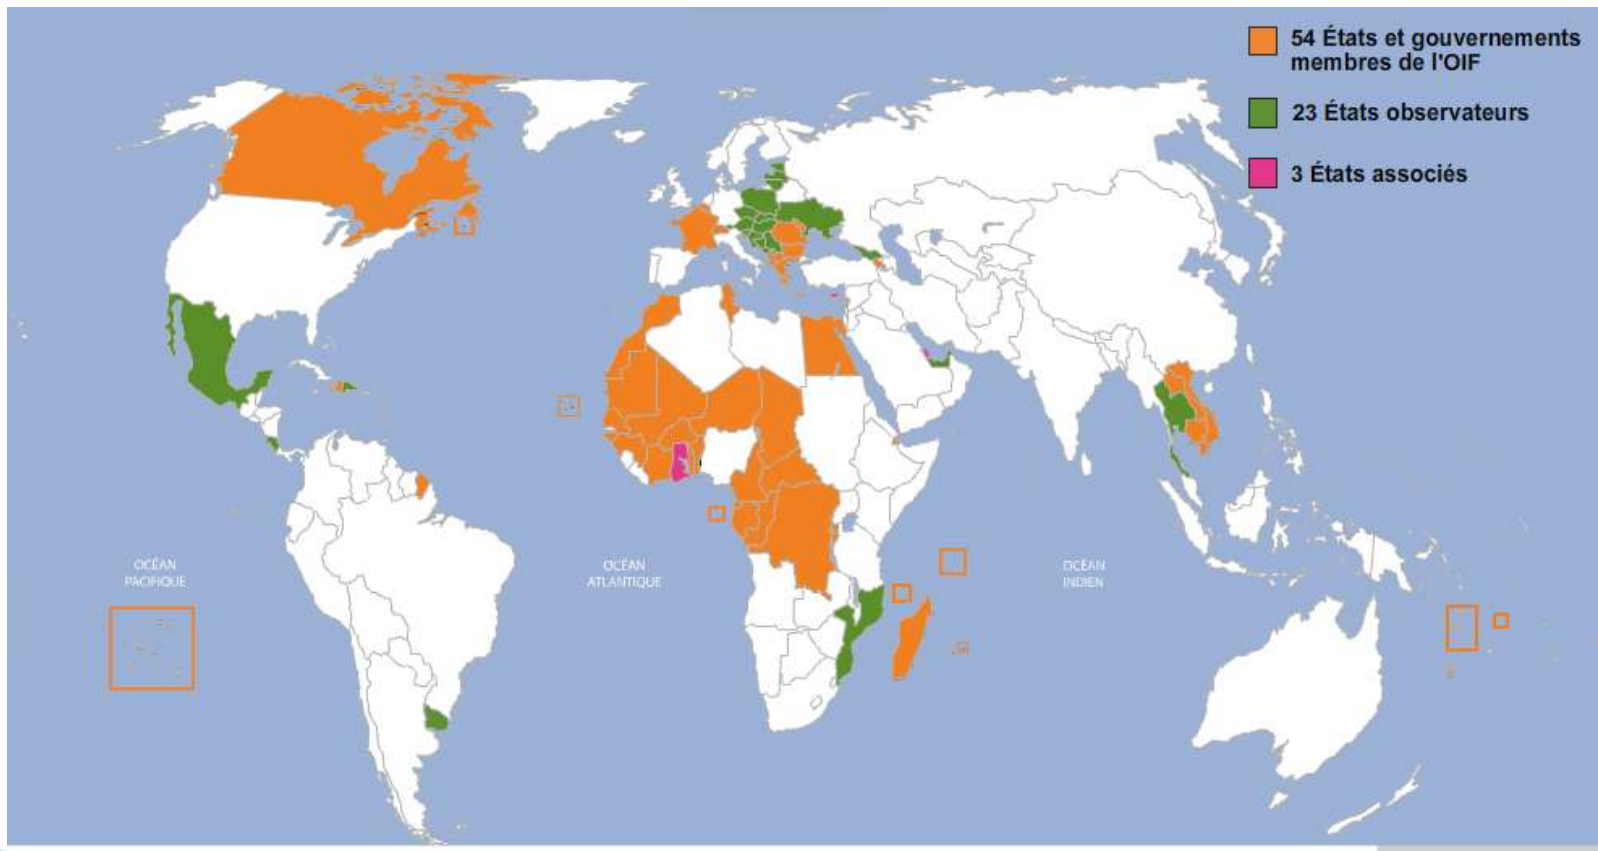 54 États et gouvernements
membres de l'OIF
23 États observateurs
3 États associés
OCÉAN
PACIFIQUE
OCÉAN
ATLANTIQUE
OCÉAN
INDIEN